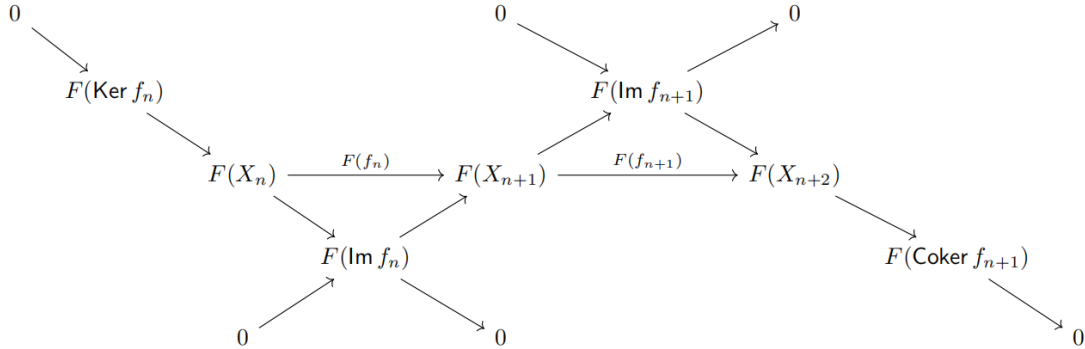 0 0 0
F(Ker f_n) F(Im f_{n+1})
F(f_n) F(f_{n+1})
F(X_n) F(X_{n+1}) F(X_{n+2})
F(Im f_n) F(Coker f_{n+1})
0 0 0